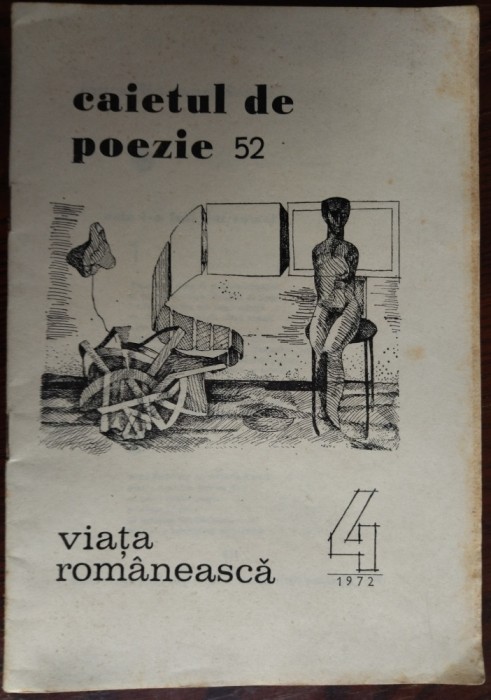 caietul de
poezie 52
viața
românească
4
1972